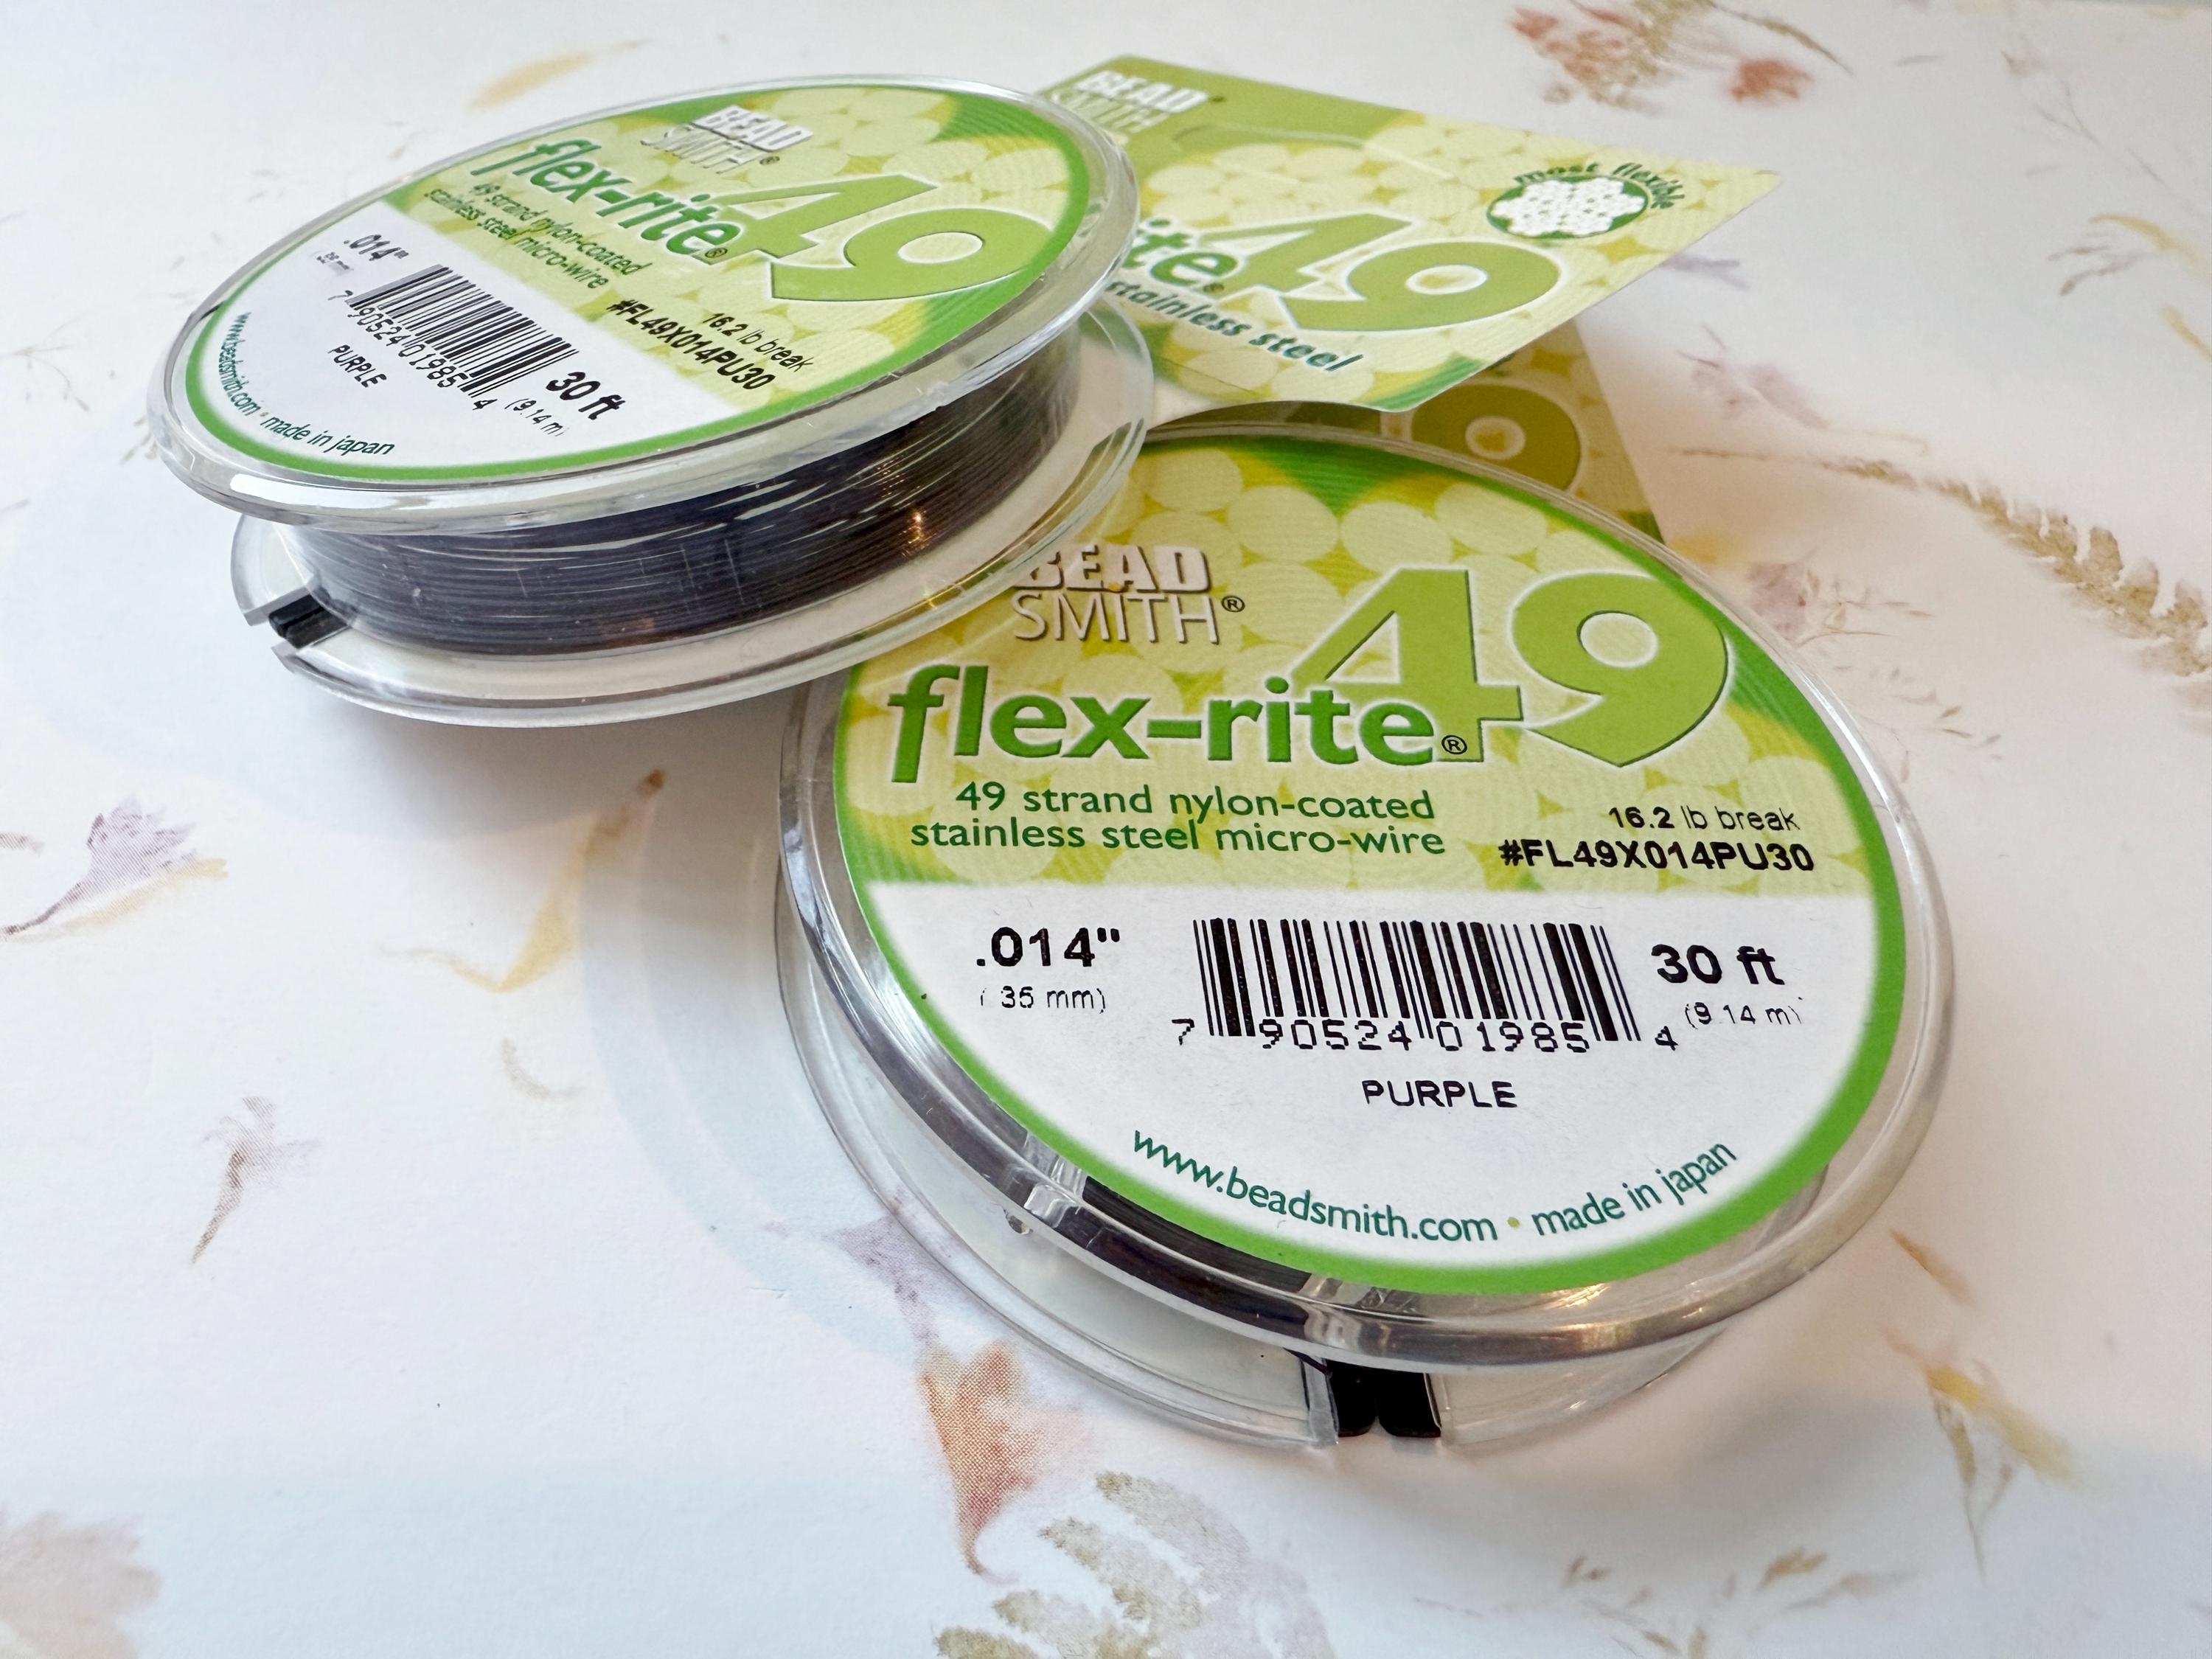 BEAD
SMITH®
flex-rite® 49
49 strand nylon-coated
stainless steel micro-wire
16.2 lb break
#FL49X014PU30
.014"
30 ft
(9.14 m)
7 90524 01985 4
PURPLE
www.beadsmith.com • made in japan
BEAD
SMITH
most flexible
ite® 49
stainless steel
BEAD
SMITH®
flex-rite® 49
49 strand nylon-coated
stainless steel micro-wire
16.2 lb break
#FL49X014PU30
.014"
( 35 mm)
30 ft
(9 14 m)
7 90524 01985 4
PURPLE
www.beadsmith.com • made in japan